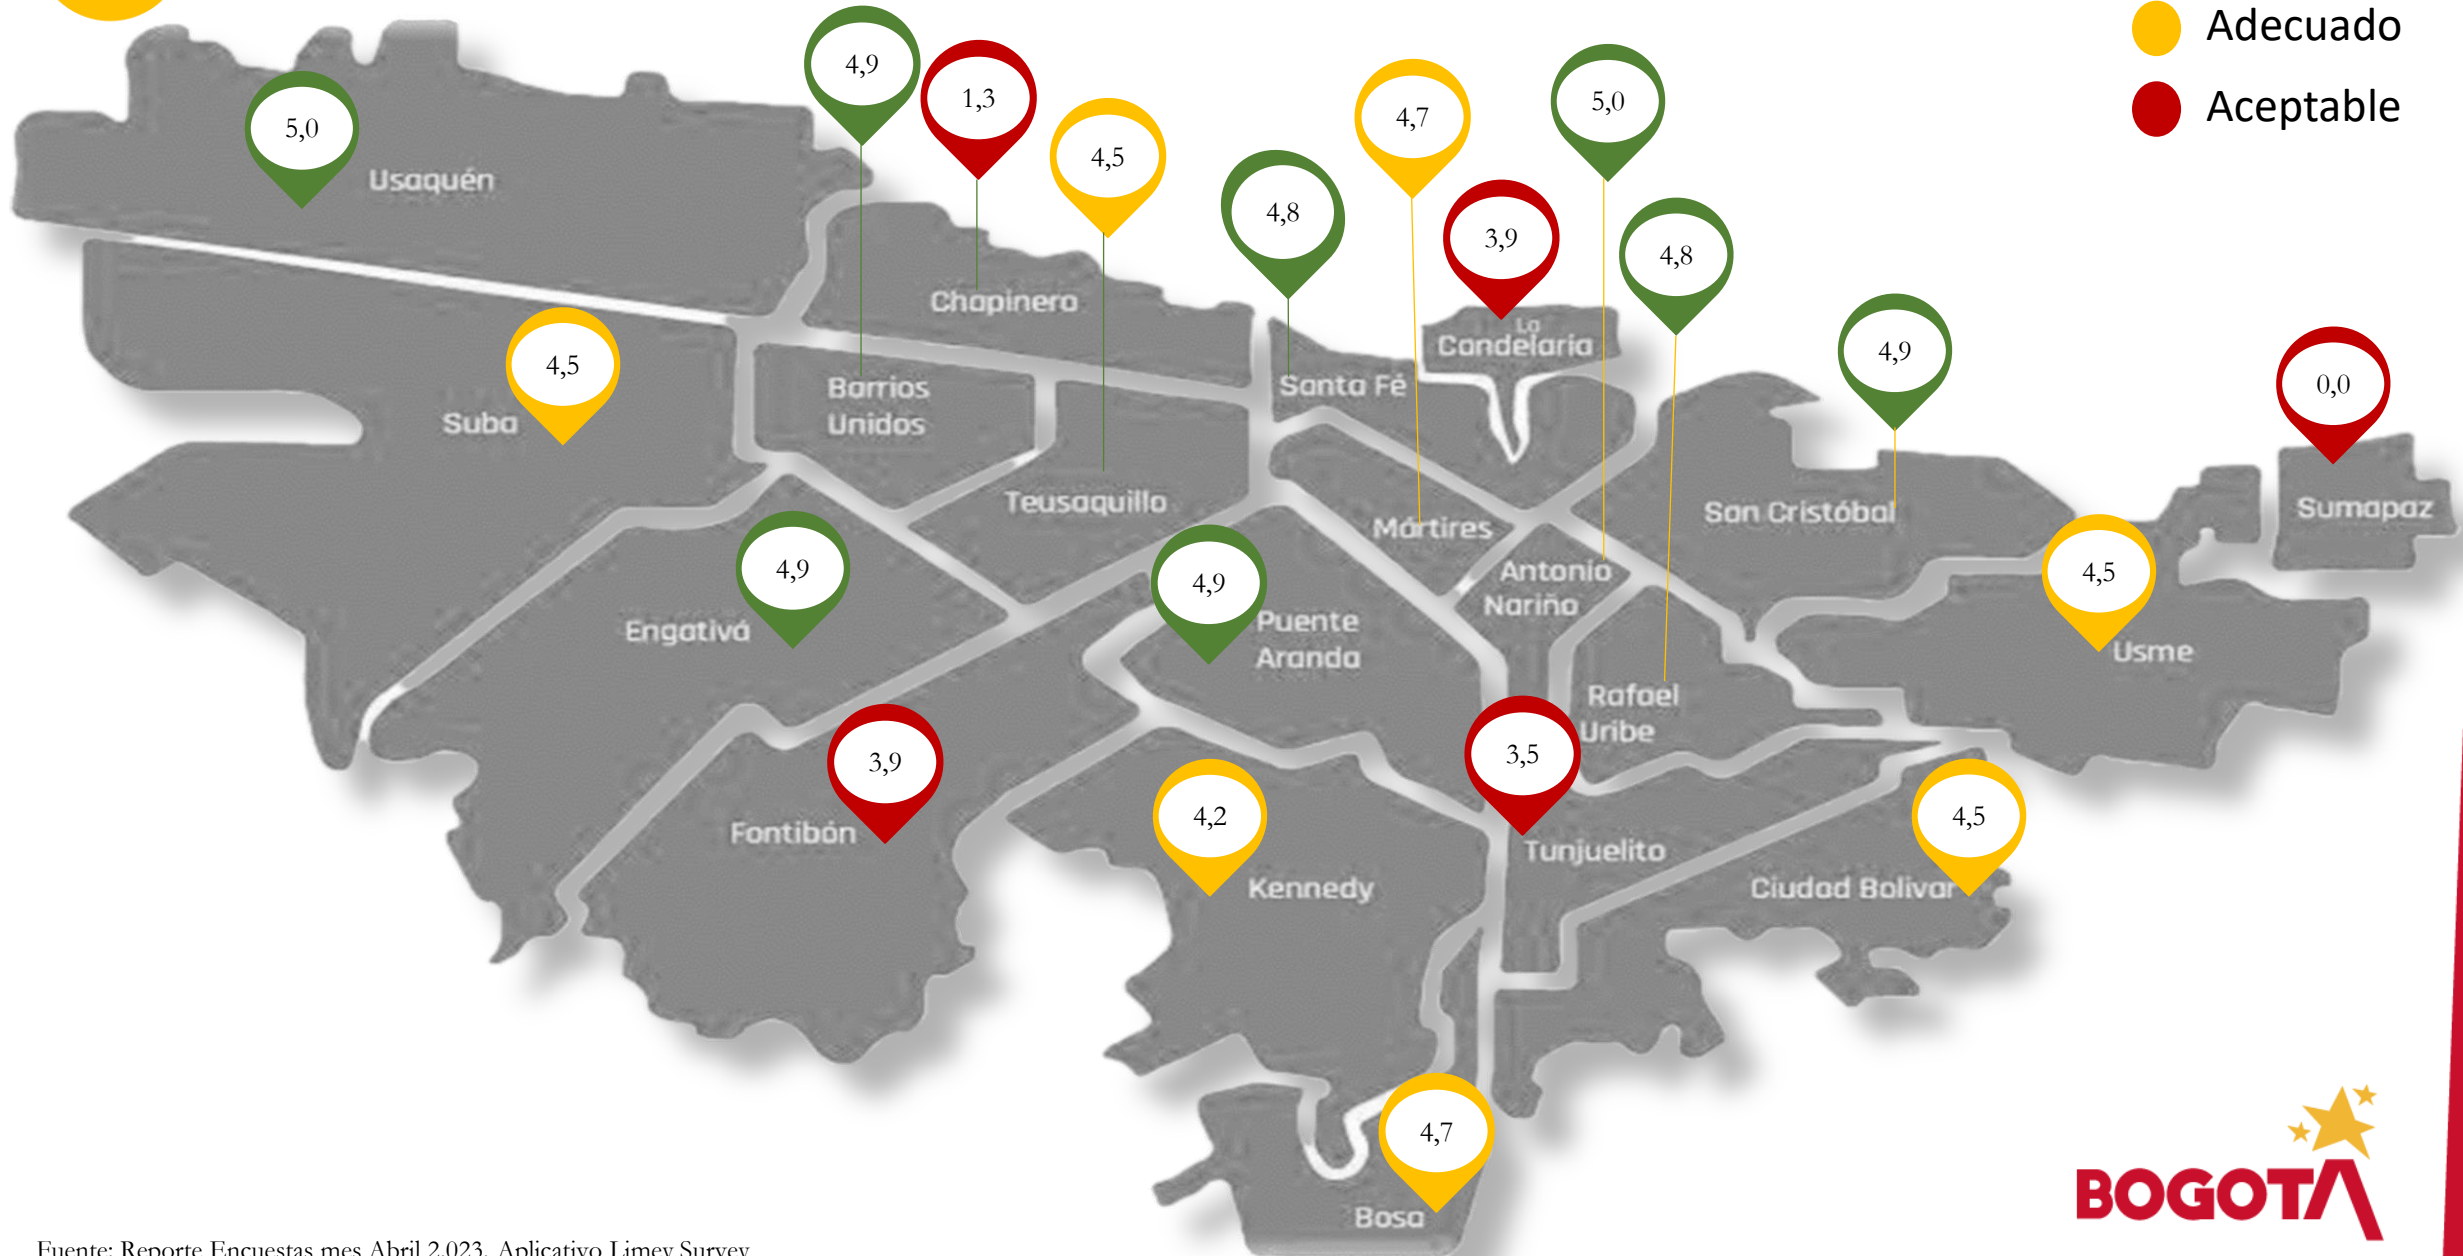 Adecuado
Aceptable
4,9
1,3
4,5
4,7
5,0
5,0
Usaquén
4,8
3,9
4,8
Chapinero
La
Candelaria
4,9
0,0
4,5
Suba
Barrios
Unidos
Santa Fé
Teusaquillo
Mártires
San Cristóbal
Sumapaz
4,9
Engativá
4,9
Puente
Aranda
Antonio
Nariño
4,5
Usme
Rafael
Uribe
3,9
Fontibón
4,2
Kennedy
3,5
Tunjuelito
4,5
Ciudad Bolivar
4,7
Bosa
BOGOTÁ
Fuente: Reporte Encuestas mes Abril 2.023. Aplicativo Limey Survey